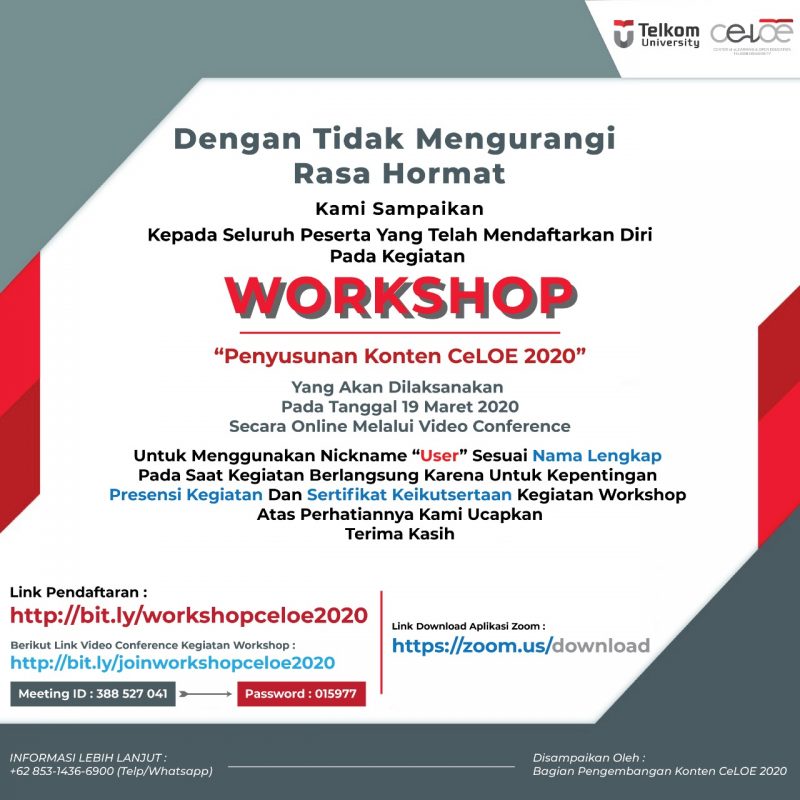 Telkom
University
CeLOE
Dengan Tidak Mengurangi
Rasa Hormat
Kami Sampaikan
Kepada Seluruh Peserta Yang Telah Mendaftarkan Diri
Pada Kegiatan
WORKSHOP
“Penyusunan Konten CeLOE 2020”
Yang Akan Dilaksanakan
Pada Tanggal 19 Maret 2020
Secara Online Melalui Video Conference
Untuk Menggunakan Nickname “User” Sesuai Nama Lengkap
Pada Saat Kegiatan Berlangsung Karena Untuk Kepentingan
Presensi Kegiatan Dan Sertifikat Keikutsertaan Kegiatan Workshop
Atas Perhatiannya Kami Ucapkan
Terima Kasih
Link Pendaftaran :
http://bit.ly/workshopceloe2020
Berikut Link Video Conference Kegiatan Workshop :
http://bit.ly/joinworkshopceloe2020
Meeting ID : 388 527 041
Password : 015977
Link Download Aplikasi Zoom :
https://zoom.us/download
INFORMASI LEBIH LANJUT :
+62 853-1436-6900 (Telp/Whatsapp)
Disampaikan Oleh :
Bagian Pengembangan Konten CeLOE 2020